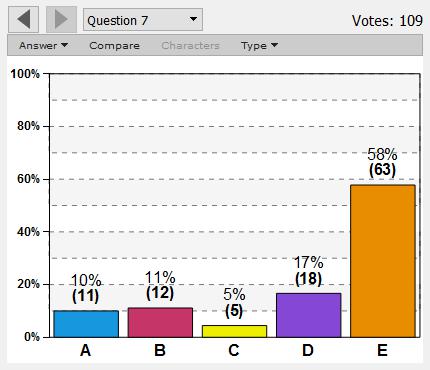 Question 7
Votes: 109
Answer
Compare
Characters
Type
100%
80%
60%
40%
20%
0%
10%
(11)
11%
(12)
5%
(5)
17%
(18)
58%
(63)
A B C D E